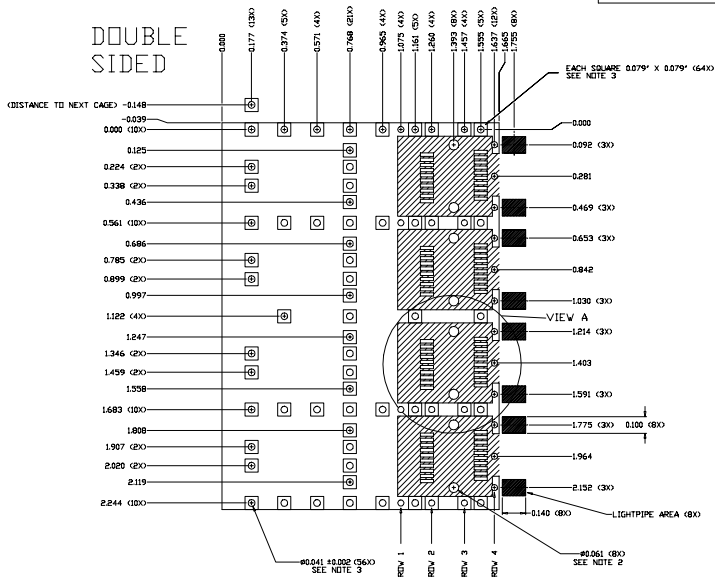 DOUBLE
SIDED
0.000
0.177 (13X)
0.374 (5X)
0.571 (4X)
0.768 (21X)
0.965 (4X)
1.075 (4X)
1.161 (5X)
1.260 (4X)
1.393 (8X)
1.457 (4X)
1.555 (5X)
1.637 (12X)
1.665
1.755 (8X)
EACH SQUARE 0.079" X 0.079" (64X)
SEE NOTE 3
(DISTANCE TO NEXT CAGE) -0.148
-0.039
0.000 (10X)
0.125
0.224 (2X)
0.338 (2X)
0.436
0.561 (10X)
0.686
0.785 (2X)
0.899 (2X)
0.997
1.122 (4X)
1.247
1.346 (2X)
1.459 (2X)
1.558
1.683 (10X)
1.808
1.907 (2X)
2.020 (2X)
2.119
2.244 (10X)
0.000
0.092 (3X)
0.281
0.469 (3X)
0.653 (3X)
0.842
1.030 (3X)
VIEW A
1.214 (3X)
1.403
1.591 (3X)
1.775 (3X)
0.100 (8X)
1.964
2.152 (3X)
0.140 (8X)
LIGHTPIPE AREA (8X)
ø0.041 ±0.002 (56X)
SEE NOTE 3
ROW 1
ROW 2
ROW 3
ROW 4
ø0.061 (8X)
SEE NOTE 2